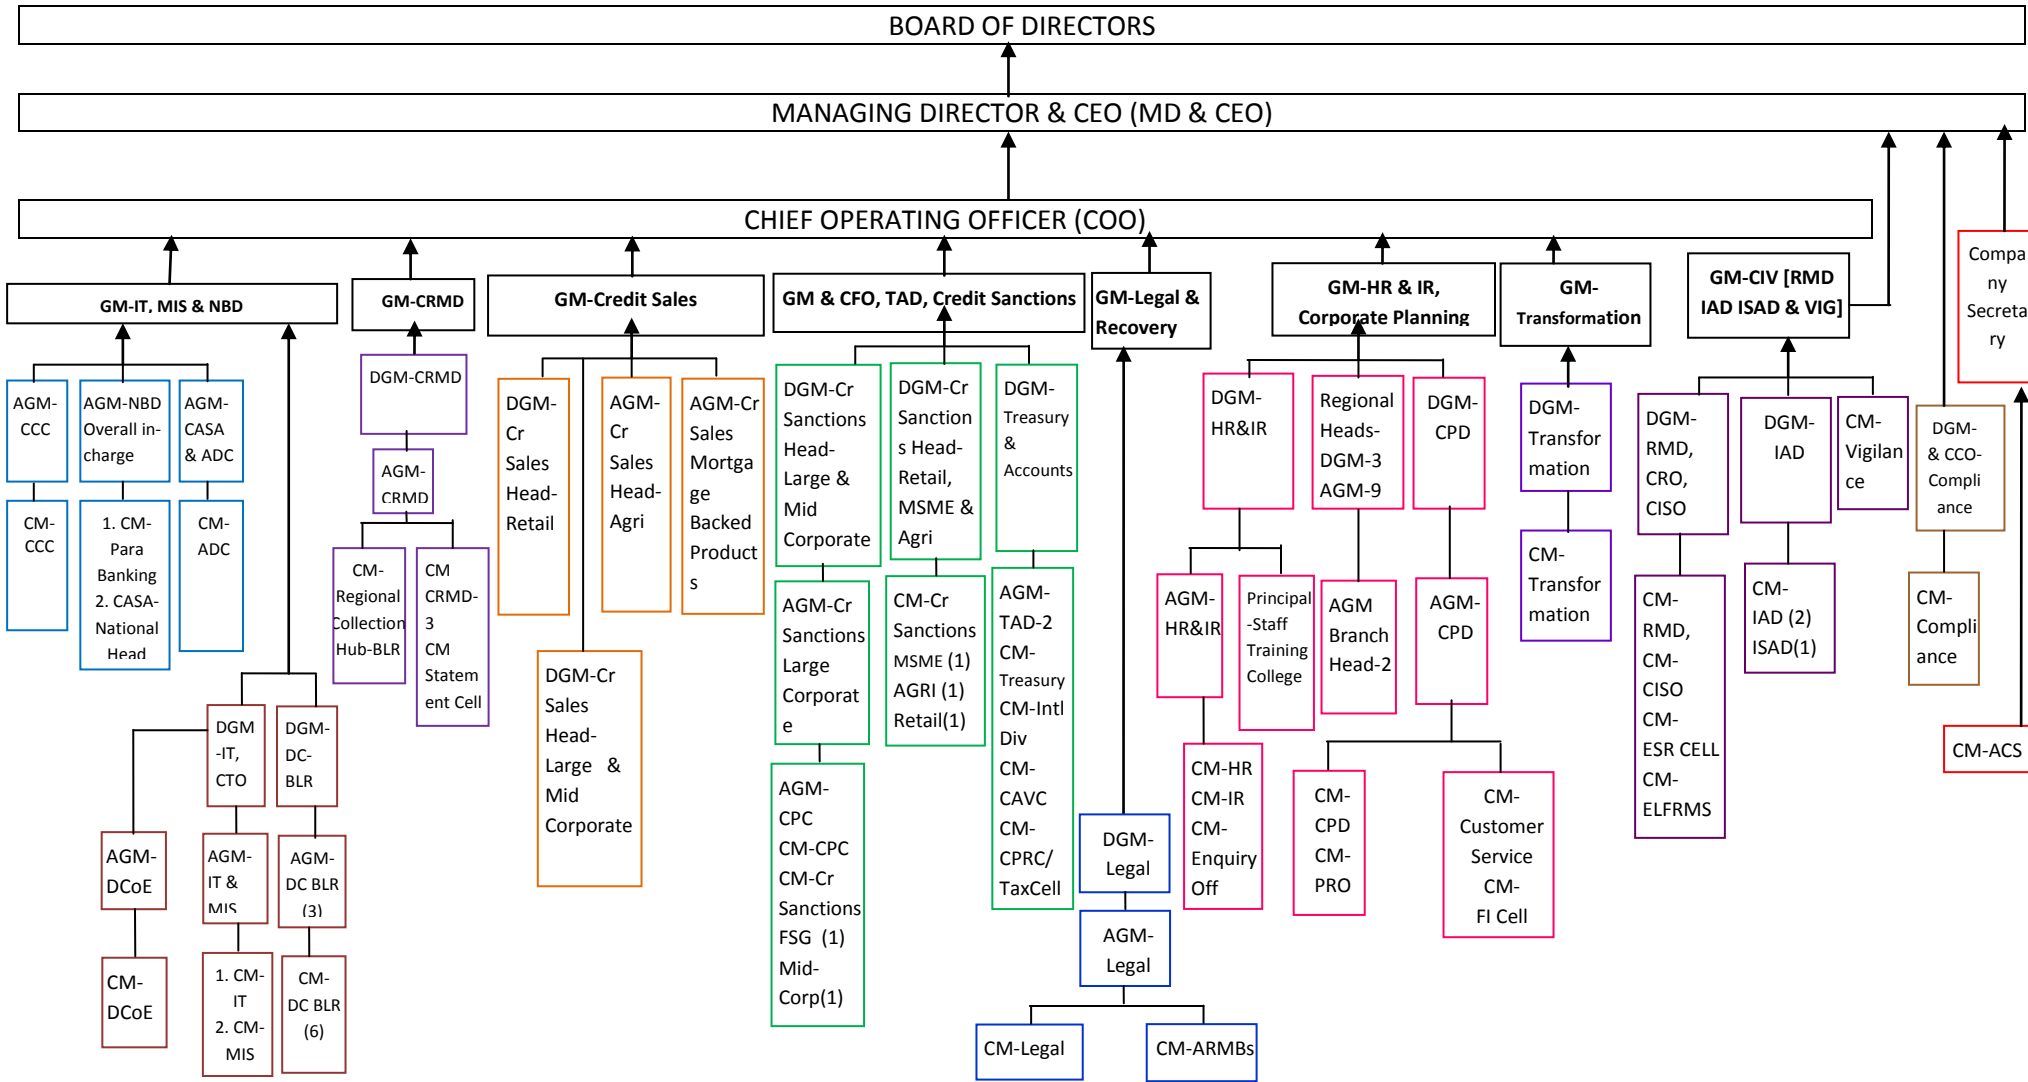 BOARD OF DIRECTORS
MANAGING DIRECTOR & CEO (MD & CEO)
CHIEF OPERATING OFFICER (COO)
GM-IT, MIS & NBD
GM-CRMD
GM-Credit Sales
GM & CFO, TAD, Credit Sanctions
GM-Legal &
Recovery
GM-HR & IR,
Corporate Planning
GM-
Transformation
GM-CIV [RMD
IAD ISAD & VIG]
Compa
ny
Secreta
ry
AGM-
CCC
AGM-NBD
Overall in-
charge
AGM-
CASA
& ADC
CM-
CCC
1. CM-
Para
Banking
2. CASA-
National
Head
CM-
ADC
DGM
-IT,
CTO
DGM-
DC-
BLR
AGM-
DCoE
AGM-
IT &
MIS
AGM-
DC BLR
(3)
CM-
DCoE
1. CM-
IT
2. CM-
MIS
CM-
DC BLR
(6)
DGM-CRMD
AGM-
CRMD
CM-
Regional
Collection
Hub-BLR
CM
CRMD-
3
CM
Statem
ent Cell
DGM-
Cr
Sales
Head-
Retail
AGM-
Cr
Sales
Head-
Agri
AGM-Cr
Sales
Mortga
ge
Backed
Product
s
DGM-Cr
Sales
Head-
Large &
Mid
Corporate
DGM-Cr
Sanctions
Head-
Large &
Mid
Corporate
DGM-Cr
Sanction
s Head-
Retail,
MSME &
Agri
DGM-
Treasury
&
Accounts
AGM-Cr
Sanctions
Large
Corporat
e
CM-Cr
Sanctions
MSME (1)
AGRI (1)
Retail(1)
AGM-
TAD-2
CM-
Treasury
CM-Intl
Div
CM-
CAVC
CM-
CPRC/
TaxCell
AGM-
CPC
CM-CPC
CM-Cr
Sanctions
FSG (1)
Mid-
Corp(1)
DGM-
Legal
AGM-
Legal
CM-Legal
CM-ARMBs
DGM-
HR&IR
Regional
Heads-
DGM-3
AGM-9
DGM-
CPD
AGM-
HR&IR
Principal
-Staff
Training
College
AGM
Branch
Head-2
AGM-
CPD
CM-HR
CM-IR
CM-
Enquiry
Off
CM-
CPD
CM-
PRO
CM-
Customer
Service
CM-
FI Cell
DGM-
Transfor
mation
CM-
Transfor
mation
DGM-
RMD,
CRO,
CISO
DGM-
IAD
CM-
Vigilan
ce
CM-
RMD,
CM-
CISO
CM-
ESR CELL
CM-
ELFRMS
CM-
IAD (2)
ISAD(1)
DGM-
& CCO-
Compli
ance
CM-
Compli
ance
CM-ACS